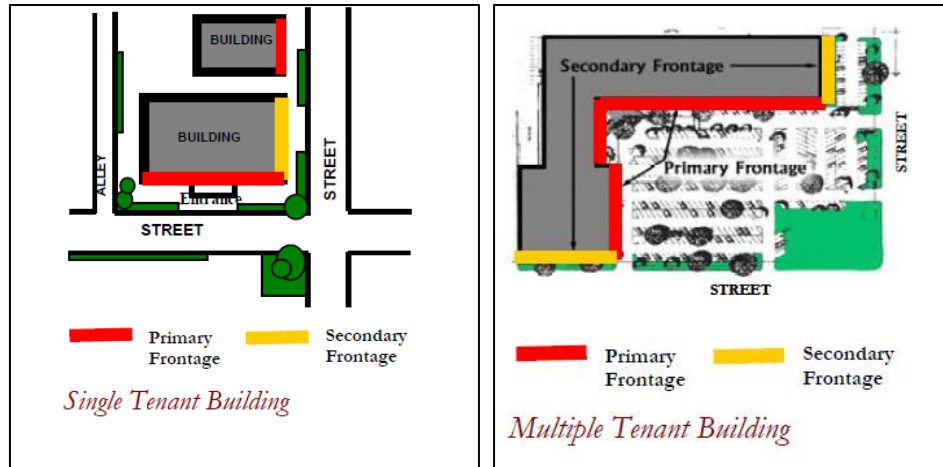 BUILDING
BUILDING
ALLEY
STREET
Entrance
STREET
Primary
Frontage
Secondary
Frontage
Single Tenant Building
Secondary Frontage
STREET
Primary Frontage
STREET
Primary
Frontage
Secondary
Frontage
Multiple Tenant Building